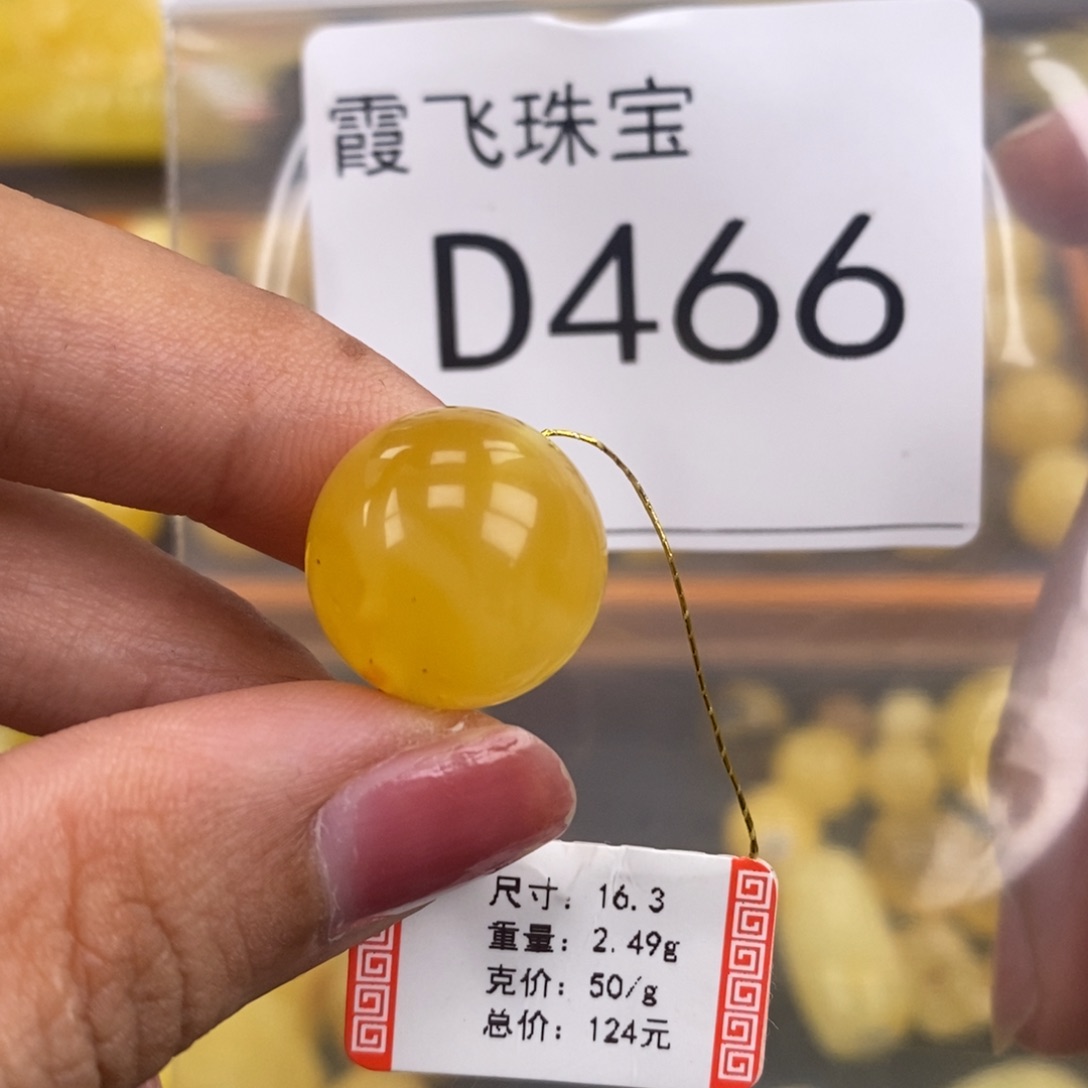 霞飞珠宝
D466
尺寸: 16.3
重量: 2.49g
克价: 50/g
总价: 124元